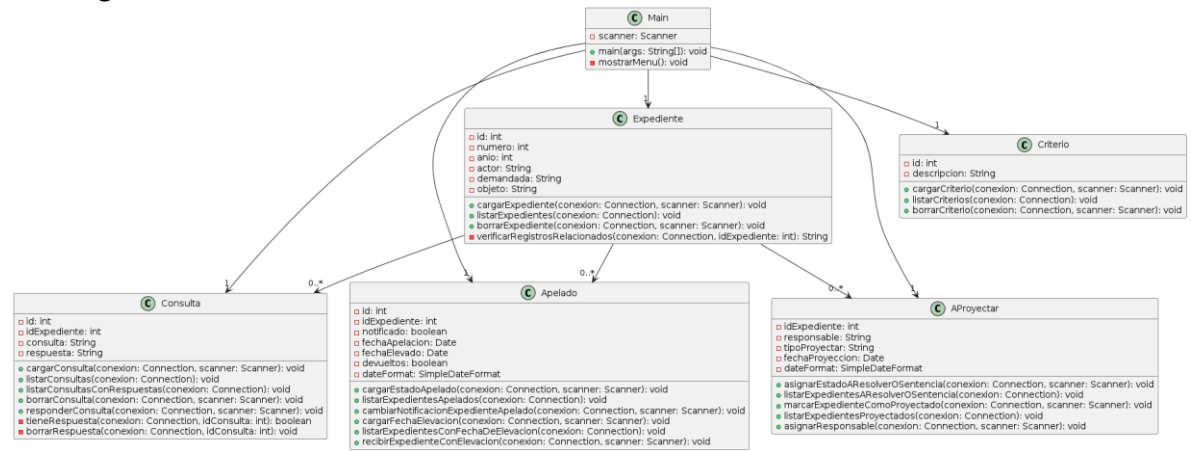 C Main
scanner: Scanner
main(args: String[]): void
mostrarMenu(): void
1
1
C Expediente
id: int
numero: int
anio: int
actor: String
demandada: String
objeto: String
cargarExpediente(conexion: Connection, scanner: Scanner): void
listarExpedientes(conexion: Connection): void
borrarExpediente(conexion: Connection, scanner: Scanner): void
verificarRegistrosRelacionados(conexion: Connection, idExpediente: int): String
C Criterio
id: int
descripcion: String
cargarCriterio(conexion: Connection, scanner: Scanner): void
listarCriterios(conexion: Connection): void
borrarCriterio(conexion: Connection, scanner: Scanner): void
1
0..*
1
0..*
0..*
1
C Consulta
id: int
idExpediente: int
consulta: String
respuesta: String
cargarConsulta(conexion: Connection, scanner: Scanner): void
listarConsultas(conexion: Connection): void
listarConsultasConRespuestas(conexion: Connection): void
borrarConsulta(conexion: Connection, scanner: Scanner): void
responderConsulta(conexion: Connection, scanner: Scanner): void
tieneRespuesta(conexion: Connection, idConsulta: int): boolean
borrarRespuesta(conexion: Connection, idConsulta: int): void
C Apelado
id: int
idExpediente: int
notificado: boolean
fechaApelacion: Date
fechaElevado: Date
devueltos: boolean
dateFormat: SimpleDateFormat
cargarEstadoApelado(conexion: Connection, scanner: Scanner): void
listarExpedientesApelados(conexion: Connection): void
cambiarNotificacionExpedienteApelado(conexion: Connection, scanner: Scanner): void
cargarFechaElevacion(conexion: Connection, scanner: Scanner): void
listarExpedientesConFechaDeElevacion(conexion: Connection): void
recibirExpedienteConElevacion(conexion: Connection, scanner: Scanner): void
C AProyectar
idExpediente: int
responsable: String
tipoProyectar: String
fechaProyeccion: Date
dateFormat: SimpleDateFormat
asignarEstadoAResolverOSentencia(conexion: Connection, scanner: Scanner): void
listarExpedientesAResolverOSentencia(conexion: Connection): void
marcarExpedienteComoProyectado(conexion: Connection, scanner: Scanner): void
listarExpedientesProyectados(conexion: Connection): void
asignarResponsable(conexion: Connection, scanner: Scanner): void